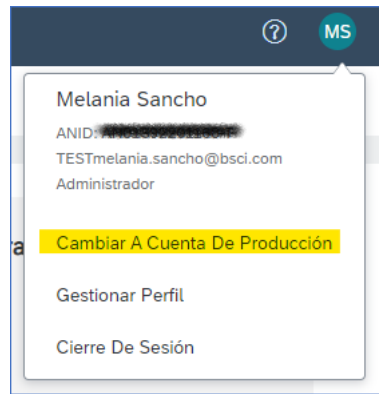 MS
Melania Sancho
ANID:
TESTmelania.sancho@bsci.com
Administrador
a
Cambiar A Cuenta De Producción
Gestionar Perfil
Cierre De Sesión